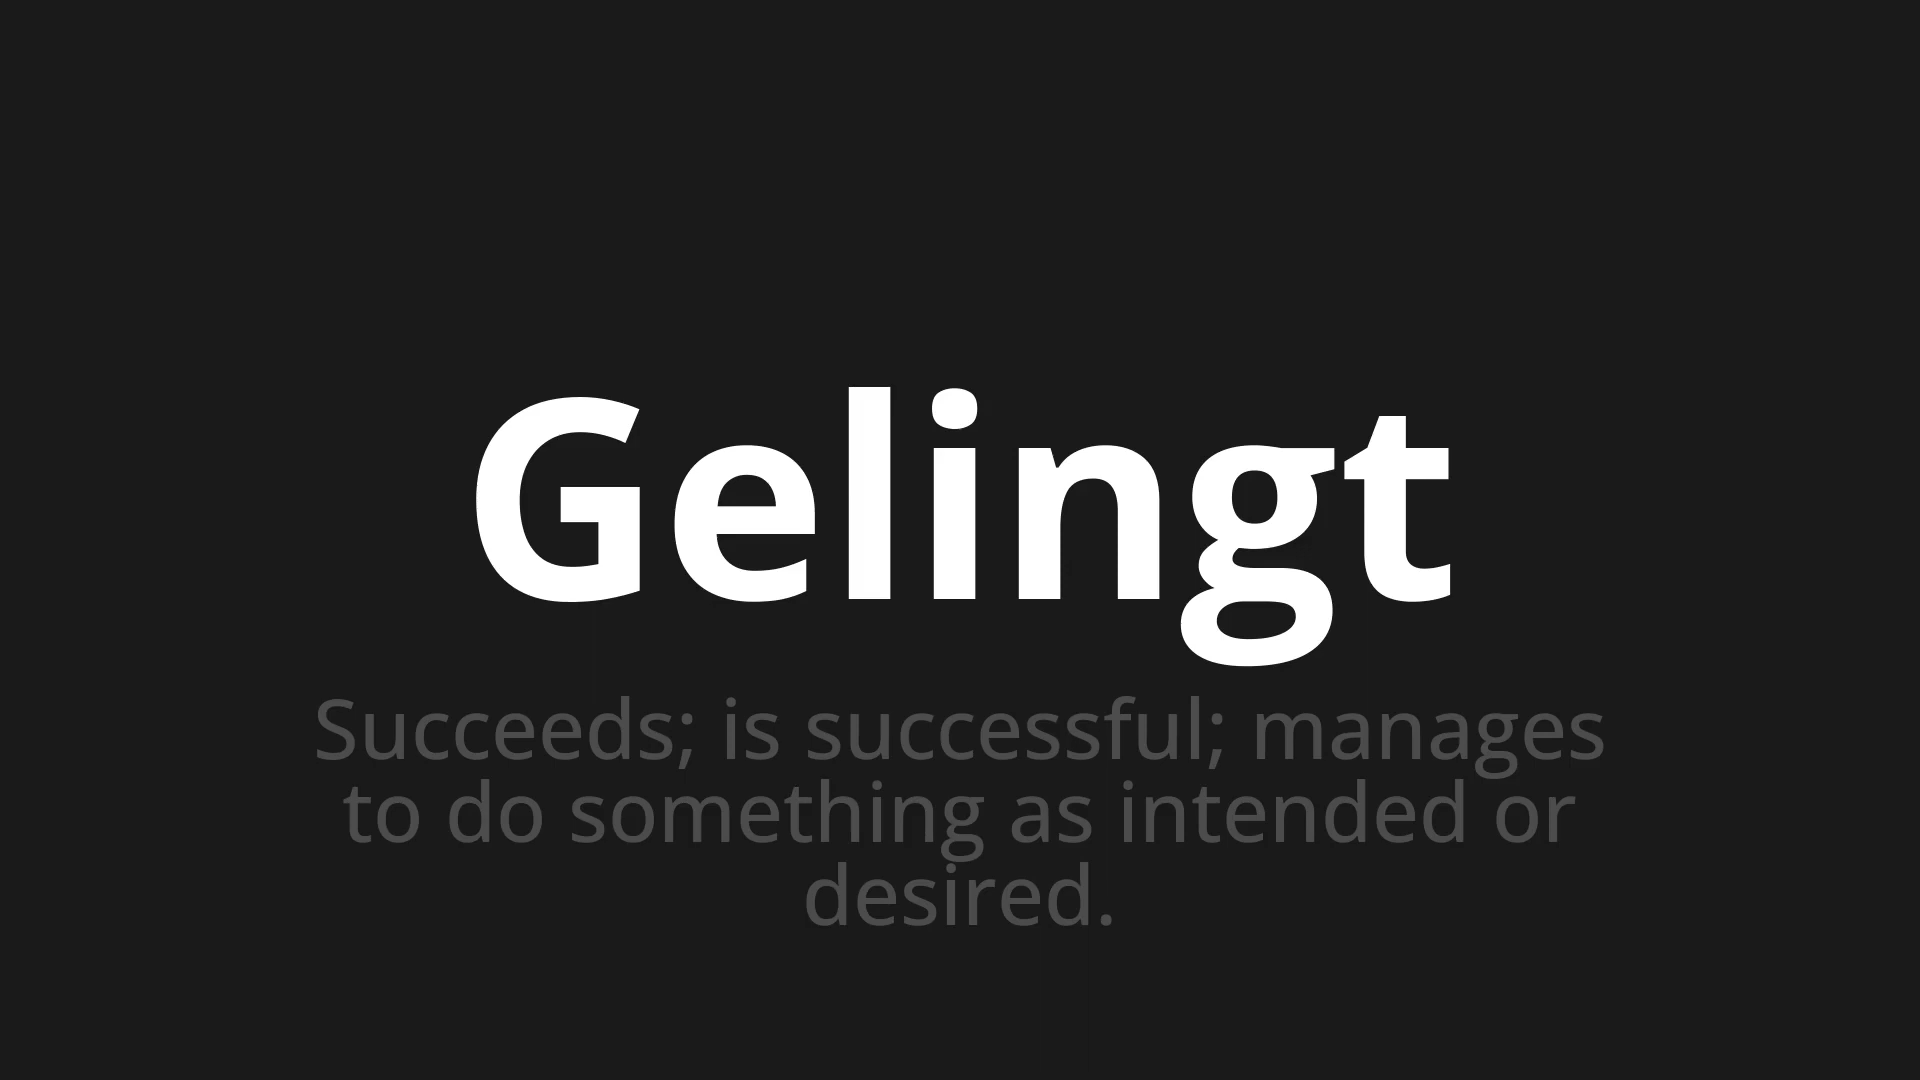 Gelingt
Succeeds; is successful; manages
to do something as intended or
desired.